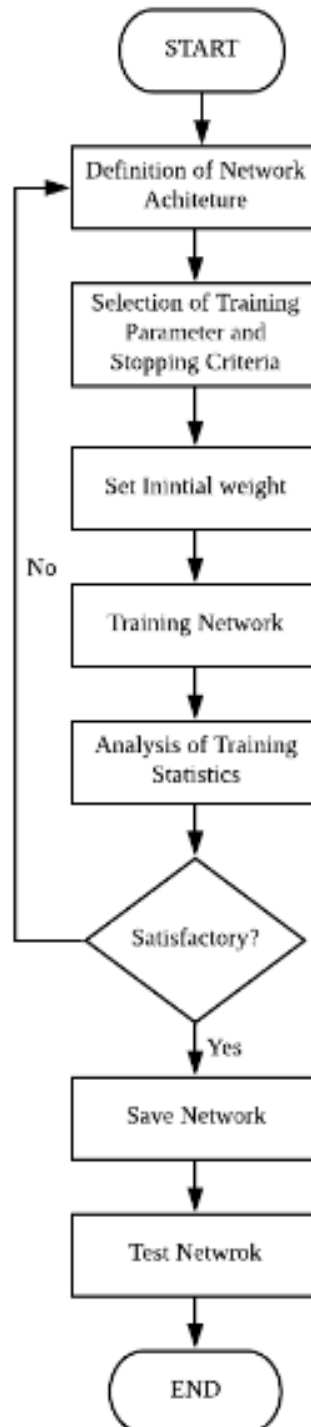 START
Definition of Network
Achiteture
Selection of Training
Parameter and
Stopping Criteria
Set Inintial weight
No
Training Network
Analysis of Training
Statistics
Satisfactory?
Yes
Save Network
Test Netwrok
END